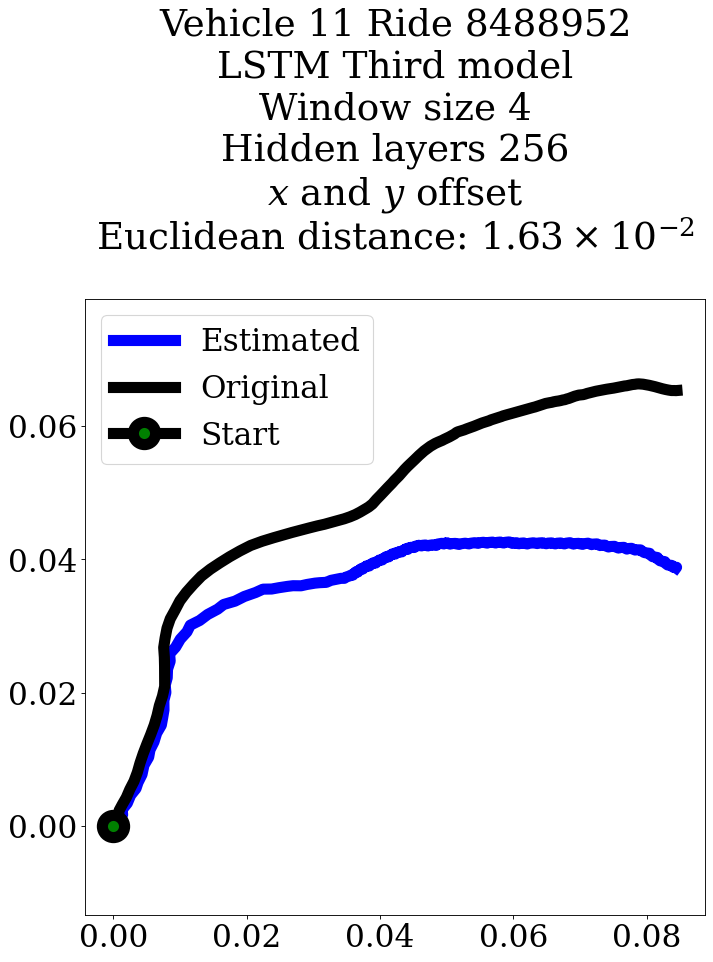 Vehicle 11 Ride 8488952
LSTM Third model
Window size 4
Hidden layers 256
x and y offset
Euclidean distance: 1.63 × 10⁻²
Estimated
Original
Start
0.06
0.04
0.02
0.00
0.00 0.02 0.04 0.06 0.08